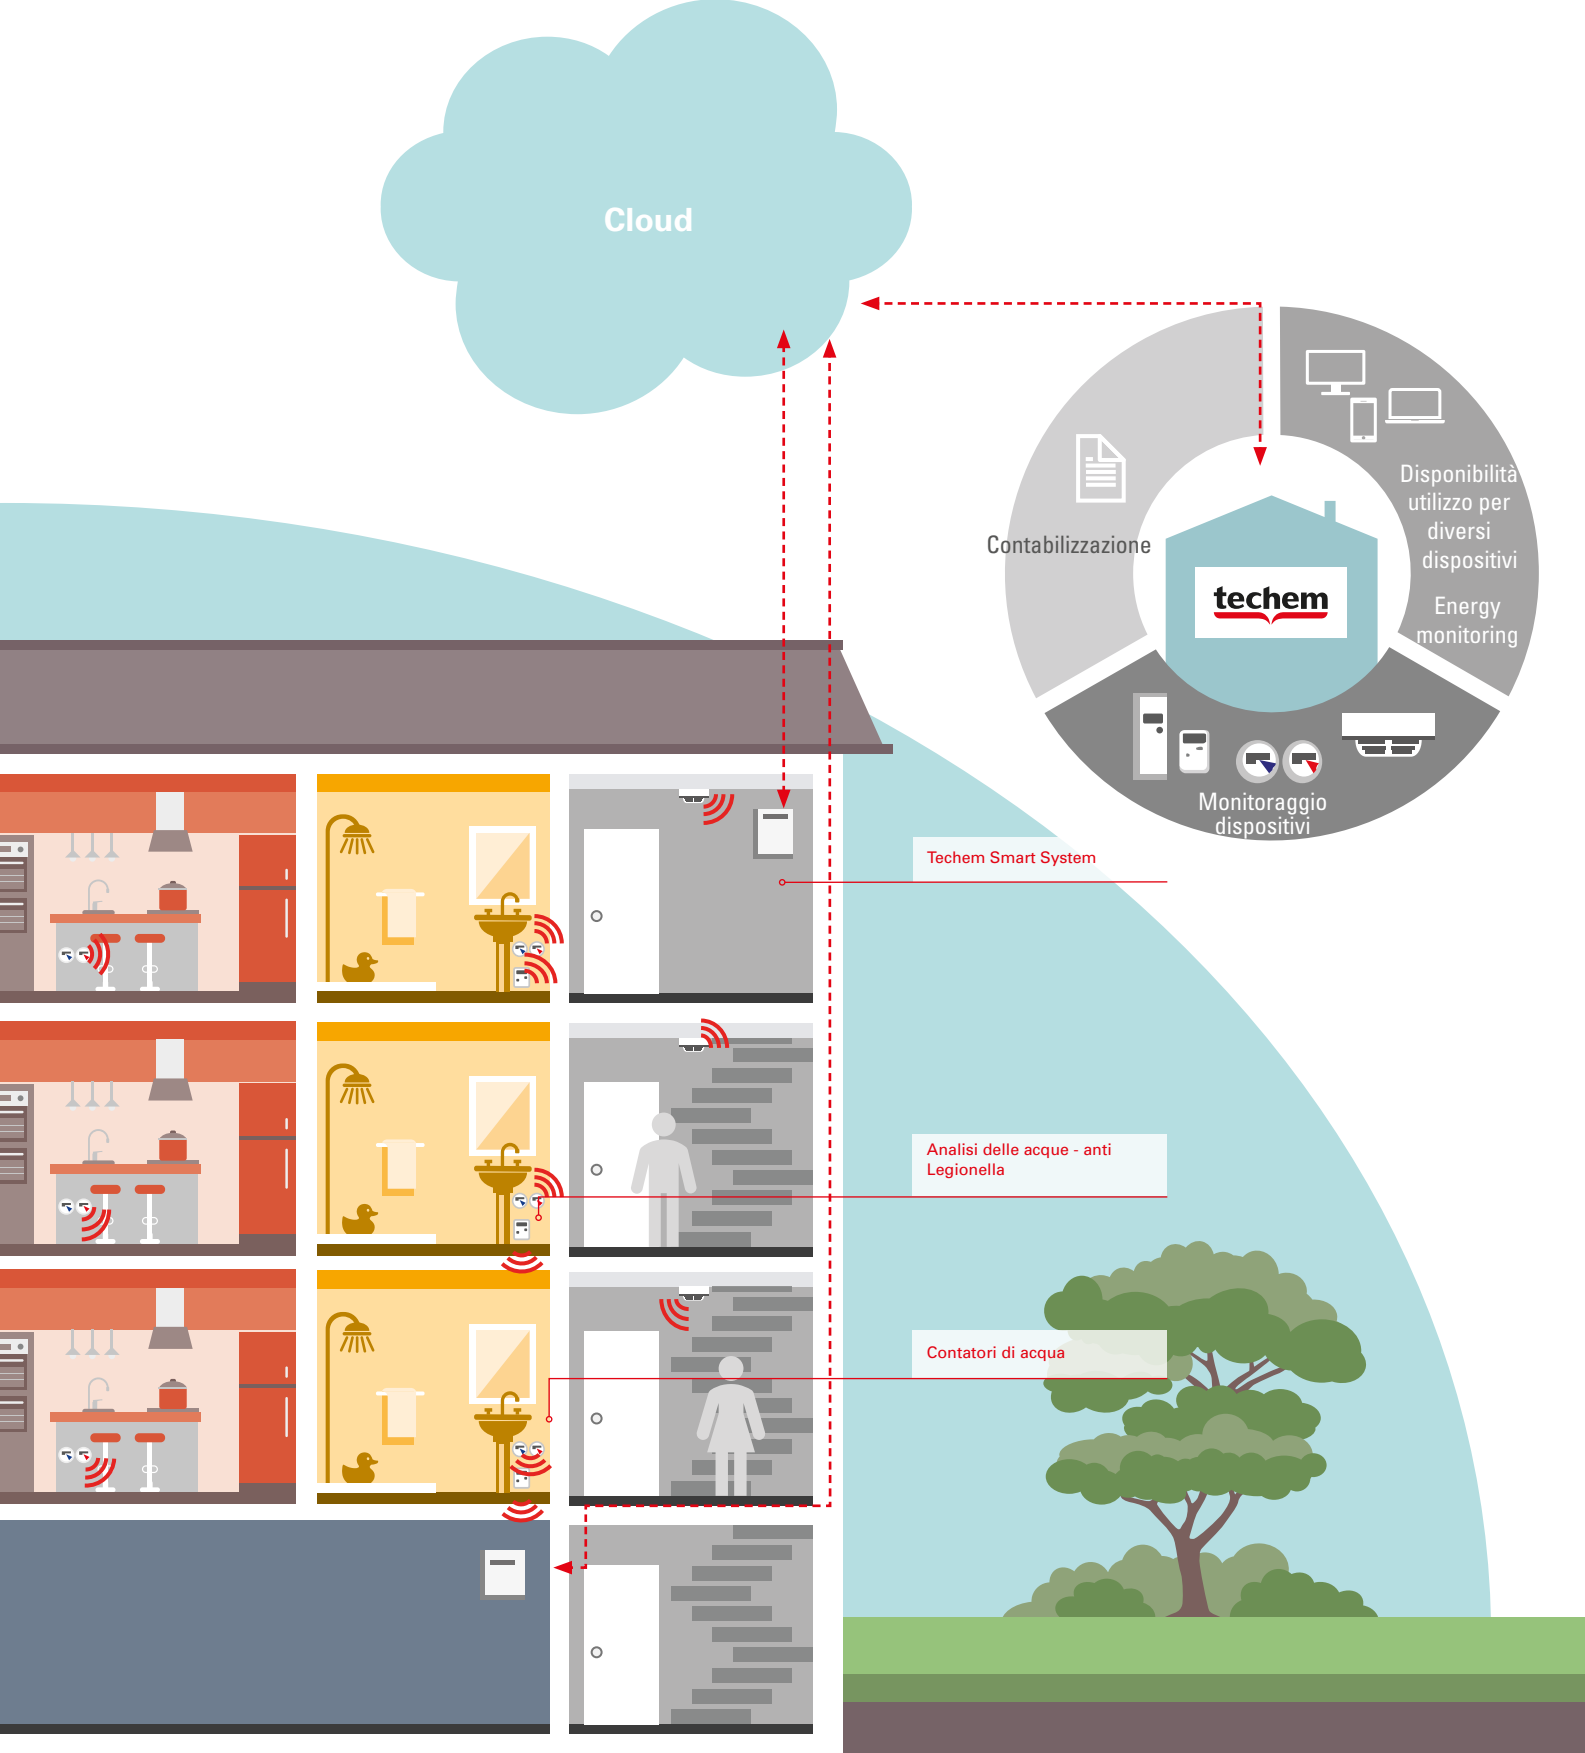 Cloud
Disponibilità
utilizzo per
diversi
dispositivi
Energy
monitoring
Contabilizzazione
techem
Monitoraggio
dispositivi
Techem Smart System
Analisi delle acque - anti
Legionella
Contatori di acqua